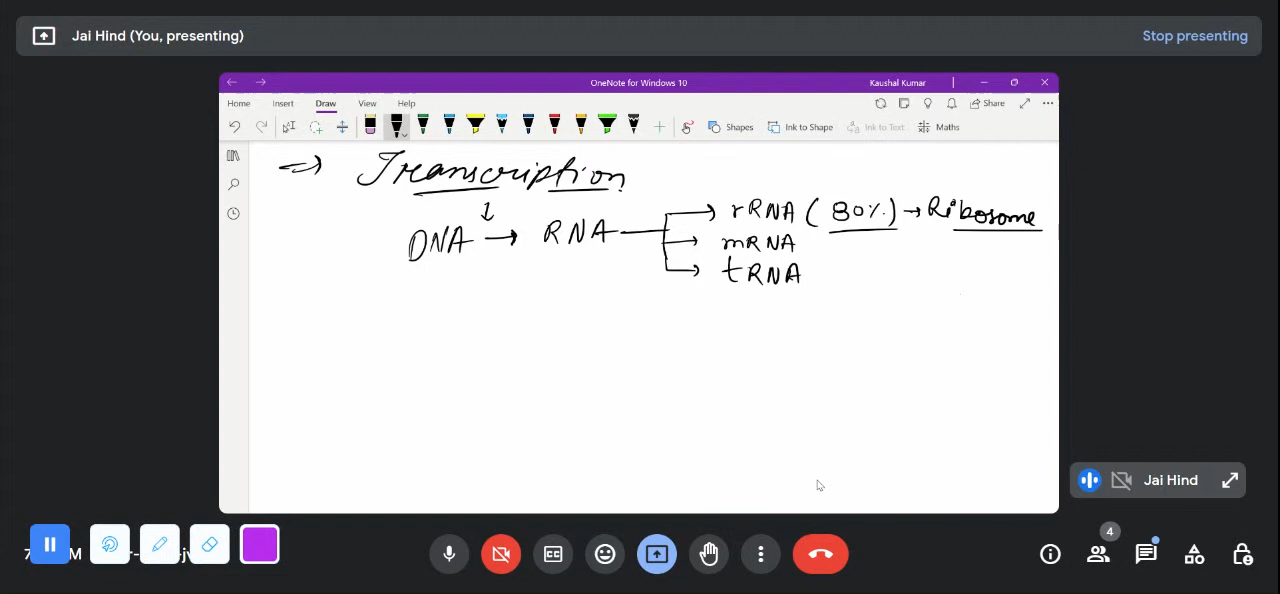 Jai Hind (You, presenting)
Stop presenting
OneNote for Windows 10
Kaushal Kumar
Home Insert Draw View Help
Share
Shapes Ink to Shape Ink to Text Maths
=> Transcription
↓
DNA → RNA → rRNA (80%) → Ribosome
→ mRNA
→ tRNA
Jai Hind
4